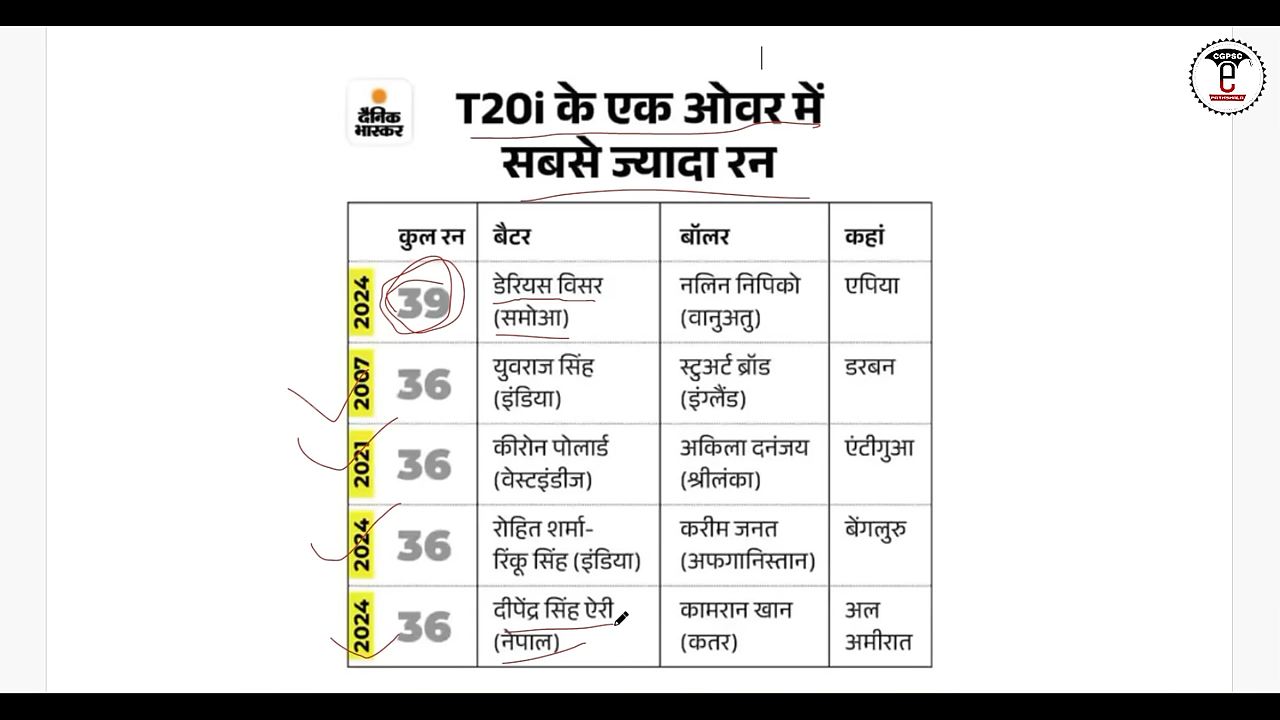 CGPSC
e
PATHSHALA
दैनिक
भास्कर
T20i के एक ओवर में
सबसे ज्यादा रन
कुल रन बैटर बॉलर कहां
2024 39 डेरियस विसर (समोआ) नलिन निपिको (वानुअतु) एपिया
2007 36 युवराज सिंह (इंडिया) स्टुअर्ट ब्रॉड (इंग्लैंड) डरबन
2021 36 कीरोन पोलार्ड (वेस्टइंडीज) अकिला दनंजय (श्रीलंका) एंटीगुआ
2024 36 रोहित शर्मा- रिंकू सिंह (इंडिया) करीम जनत (अफगानिस्तान) बेंगलुरु
2024 36 दीपेंद्र सिंह ऐरी (नेपाल) कामरान खान (कतर) अल अमीरात